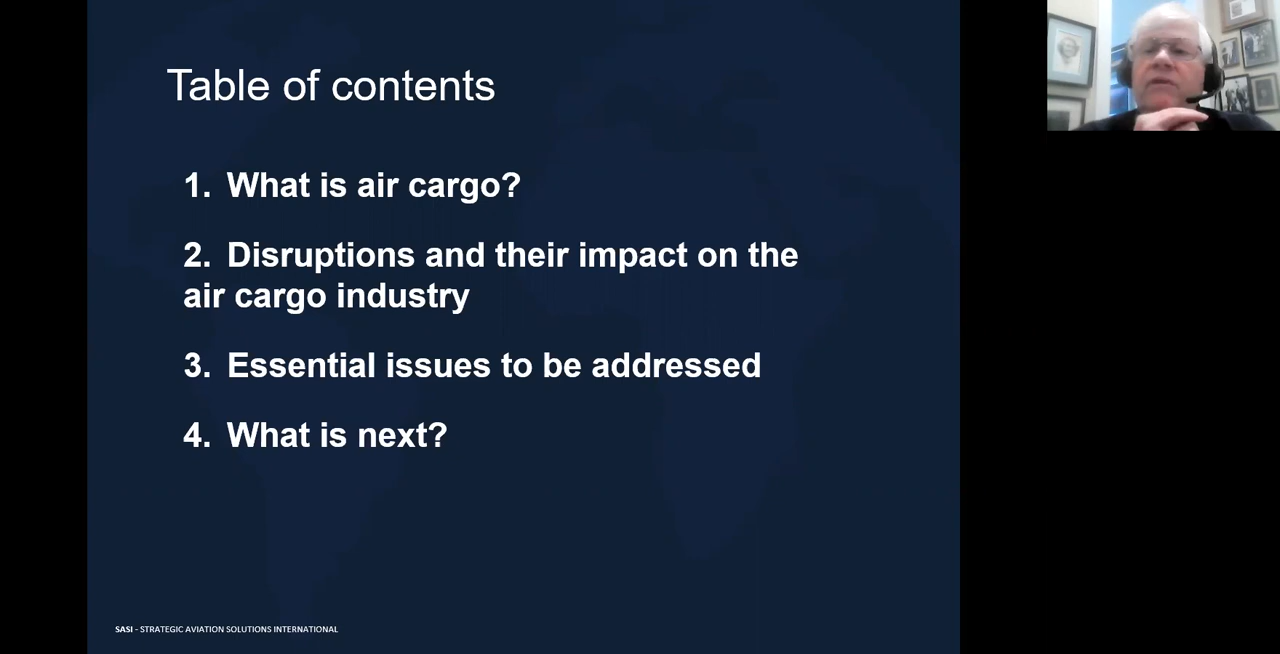 Table of contents
1. What is air cargo?
2. Disruptions and their impact on the
air cargo industry
3. Essential issues to be addressed
4. What is next?
SASI - STRATEGIC AVIATION SOLUTIONS INTERNATIONAL